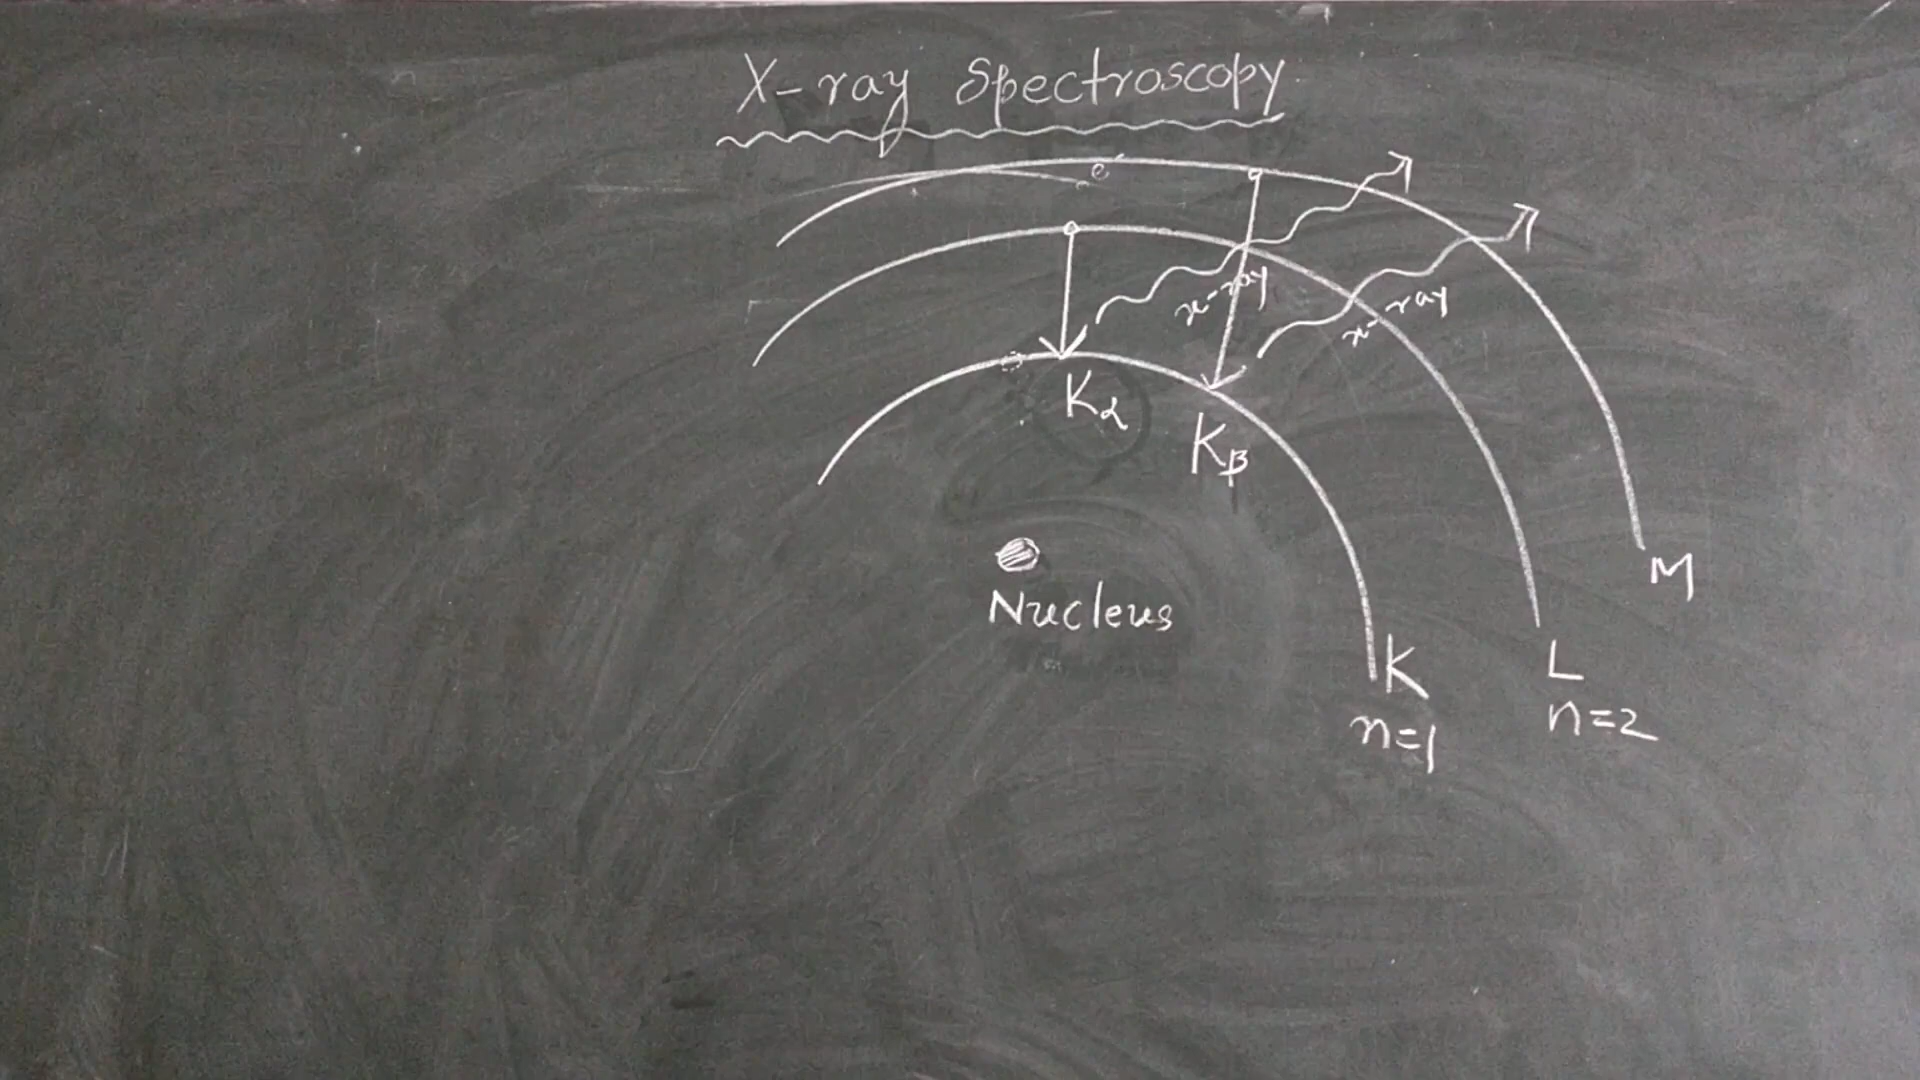 X-ray Spectroscopy
e⁻
x-ray
x-ray
Kα
Kβ
Nucleus
M
K
n=1
L
n=2